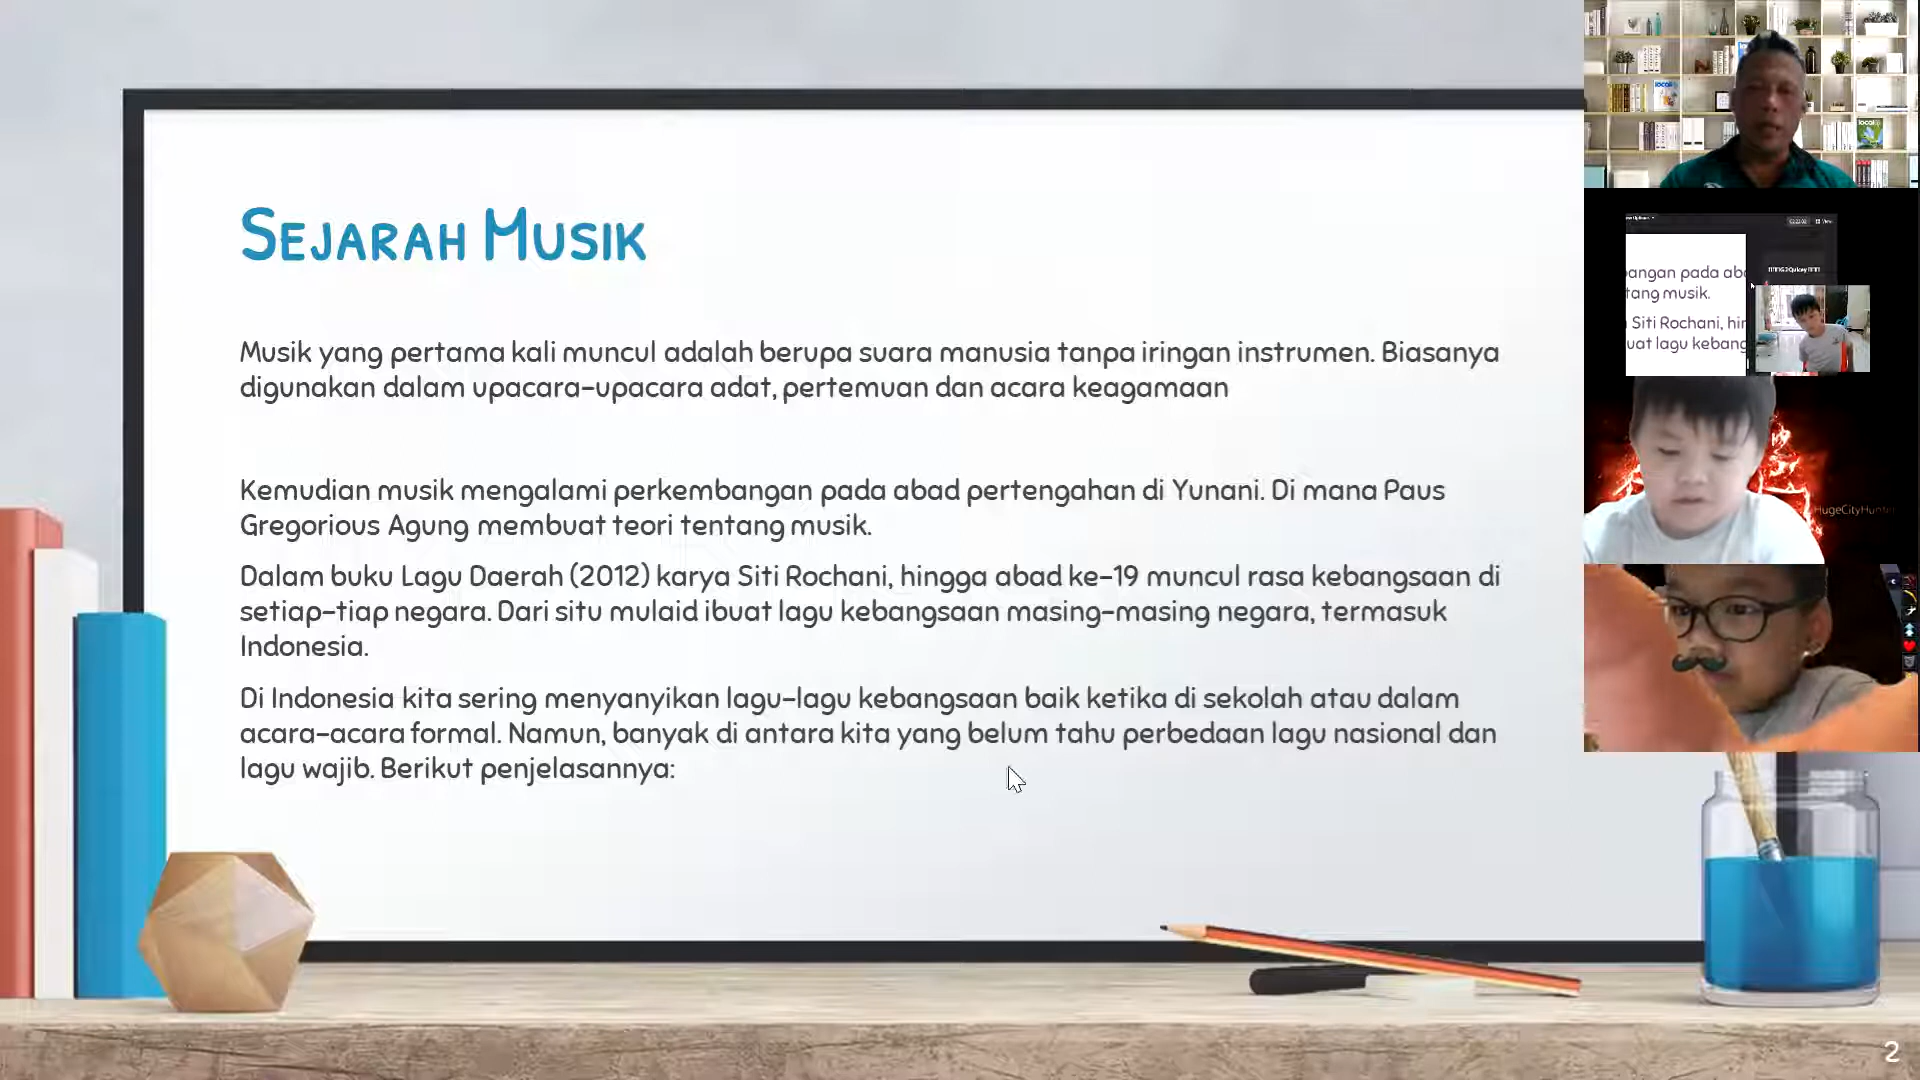 Sejarah Musik
Musik yang pertama kali muncul adalah berupa suara manusia tanpa iringan instrumen. Biasanya
digunakan dalam upacara-upacara adat, pertemuan dan acara keagamaan
Kemudian musik mengalami perkembangan pada abad pertengahan di Yunani. Di mana Paus
Gregorious Agung membuat teori tentang musik.
Dalam buku Lagu Daerah (2012) karya Siti Rochani, hingga abad ke-19 muncul rasa kebangsaan di
setiap-tiap negara. Dari situ mulaid ibuat lagu kebangsaan masing-masing negara, termasuk
Indonesia.
Di Indonesia kita sering menyanyikan lagu-lagu kebangsaan baik ketika di sekolah atau dalam
acara-acara formal. Namun, banyak di antara kita yang belum tahu perbedaan lagu nasional dan
lagu wajib. Berikut penjelasannya:
2
local
local
View
angan pada abc
tang musik.
Siti Rochani, hin
uat lagu kebang
HugeCityHunter